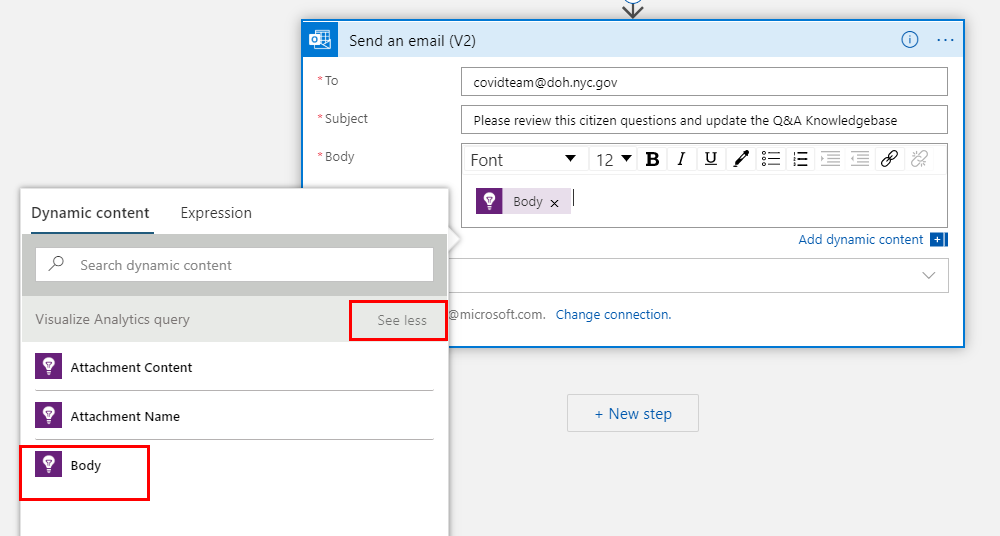 Send an email (V2)
* To
covidteam@doh.nyc.gov
* Subject
Please review this citizen questions and update the Q&A Knowledgebase
* Body
Font 12 B I U
Body ×
Add dynamic content +
@microsoft.com. Change connection.
+ New step
Dynamic content Expression
Search dynamic content
Visualize Analytics query See less
Attachment Content
Attachment Name
Body